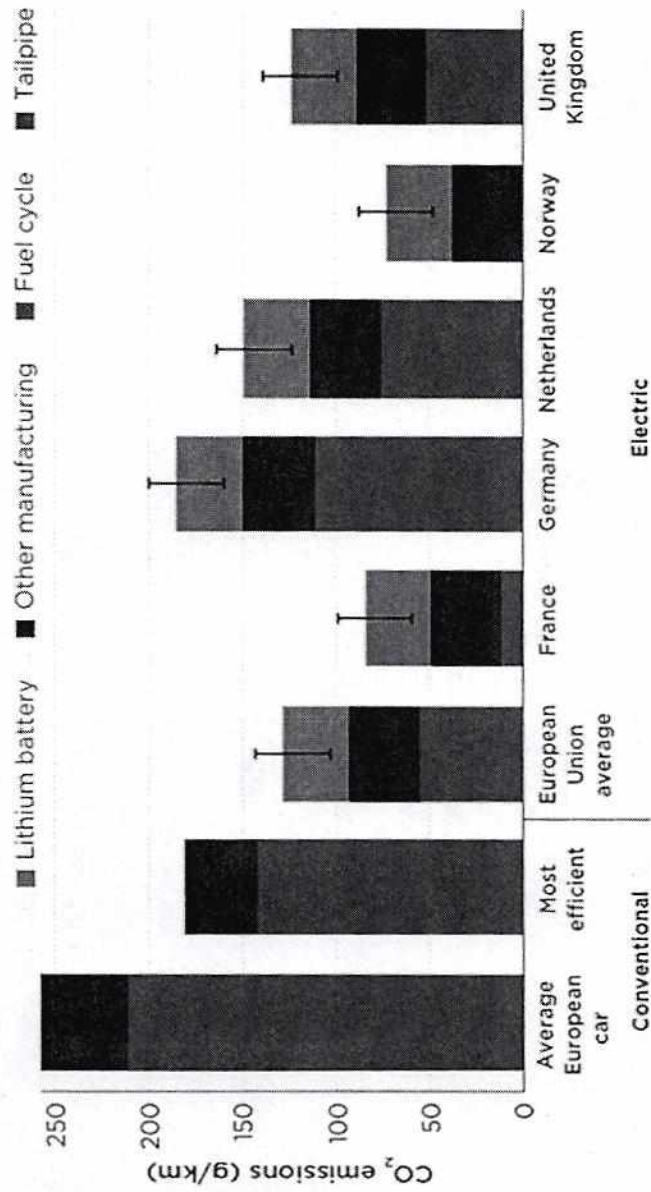 Lithium battery Other manufacturing Fuel cycle Tailpipe
CO₂ emissions (g/km)
250
200
150
100
50
0
Average
European
car
Most
efficient
European
Union
average
France
Germany
Netherlands
Norway
United
Kingdom
Conventional
Electric